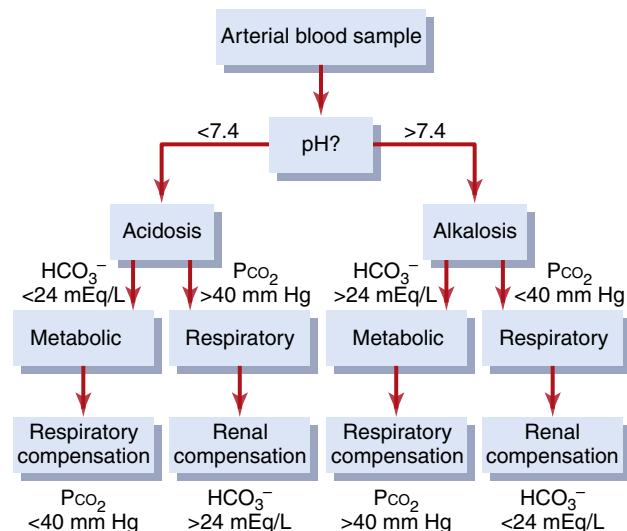 Arterial blood sample
<7.4
pH?
>7.4
Acidosis
Alkalosis
HCO₃⁻
<24 mEq/L
PCO₂
>40 mm Hg
HCO₃⁻
>24 mEq/L
PCO₂
<40 mm Hg
Metabolic
Respiratory
Metabolic
Respiratory
Respiratory
compensation
Renal
compensation
Respiratory
compensation
Renal
compensation
PCO₂
<40 mm Hg
HCO₃⁻
>24 mEq/L
PCO₂
>40 mm Hg
HCO₃⁻
<24 mEq/L